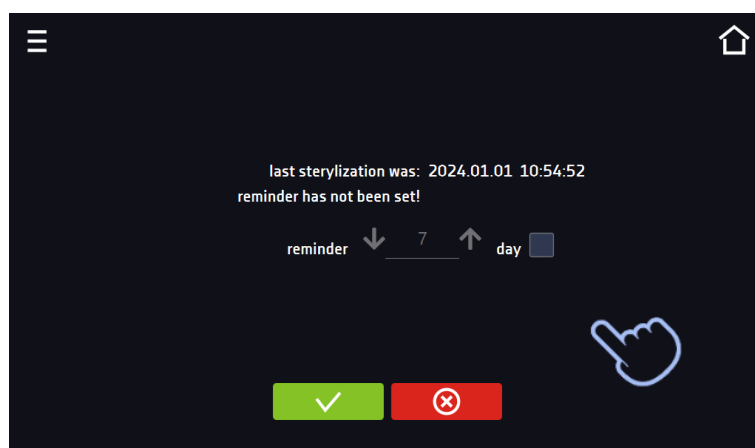 last sterylization was: 2024.01.01 10:54:52
reminder has not been set!
reminder 7 day